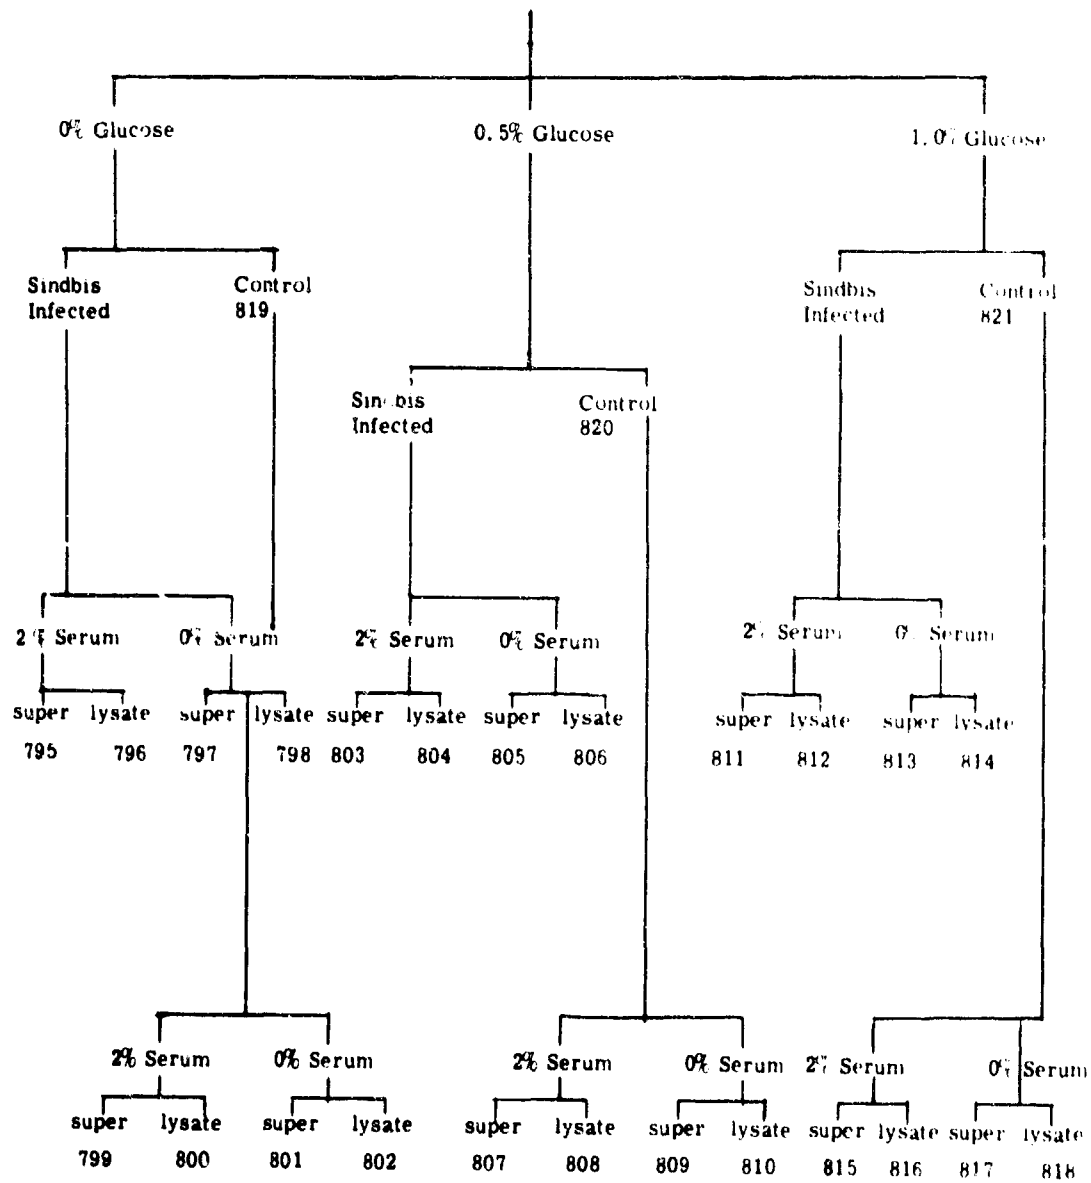 0% Glucose
0.5% Glucose
1.0% Glucose
Sindbis
Infected
Control
819
Sindbis
Infected
Control
821
Sindbis
Infected
Control
820
2% Serum
0% Serum
2% Serum
0% Serum
2% Serum
0% Serum
super lysate super lysate super lysate super lysate super lysate super lysate
795 796 797 798 803 804 805 806 811 812 813 814
2% Serum
0% Serum
2% Serum
0% Serum
2% Serum
0% Serum
super lysate super lysate super lysate super lysate super lysate super lysate
799 800 801 802 807 808 809 810 815 816 817 818